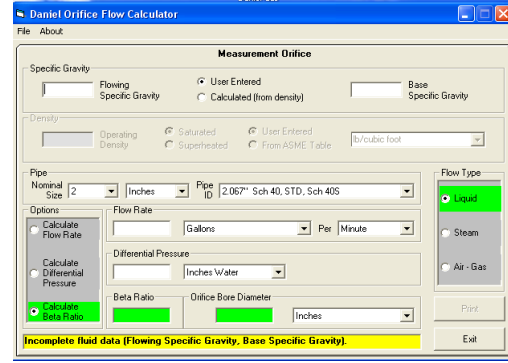 Daniel Orifice Flow Calculator
File About
Measurement Orifice
Specific Gravity
Flowing
Specific Gravity
User Entered
Calculated (from density)
Base
Specific Gravity
Density
Operating
Density
Saturated
Superheated
User Entered
From ASME Table
lb/cubic foot
Pipe
Nominal
Size
2
Inches
Pipe
ID
2.067" Sch 40, STD, Sch 40S
Flow Type
Liquid
Steam
Air - Gas
Options
Calculate
Flow Rate
Calculate
Differential
Pressure
Calculate
Beta Ratio
Flow Rate
Gallons
Per
Minute
Differential Pressure
Inches Water
Beta Ratio
Orifice Bore Diameter
Inches
Print
Exit
Incomplete fluid data (Flowing Specific Gravity, Base Specific Gravity).